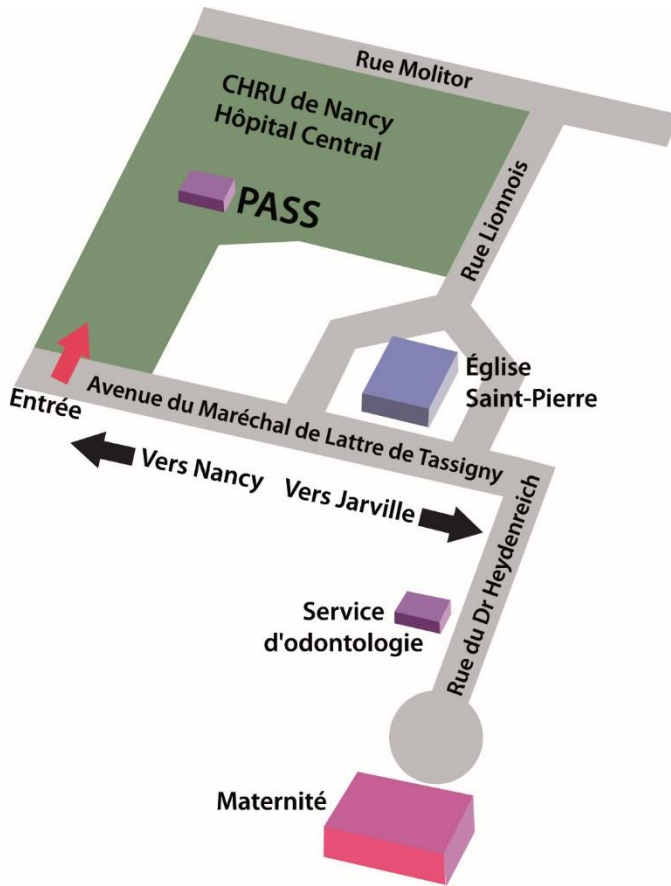 Rue Molitor
CHRU de Nancy
Hôpital Central
PASS
Rue Lionnois
Église
Saint-Pierre
Entrée
Avenue du Maréchal de Lattre de Tassigny
Vers Nancy
Vers Jarville
Rue du Dr Heydenreich
Service
d'odontologie
Maternité